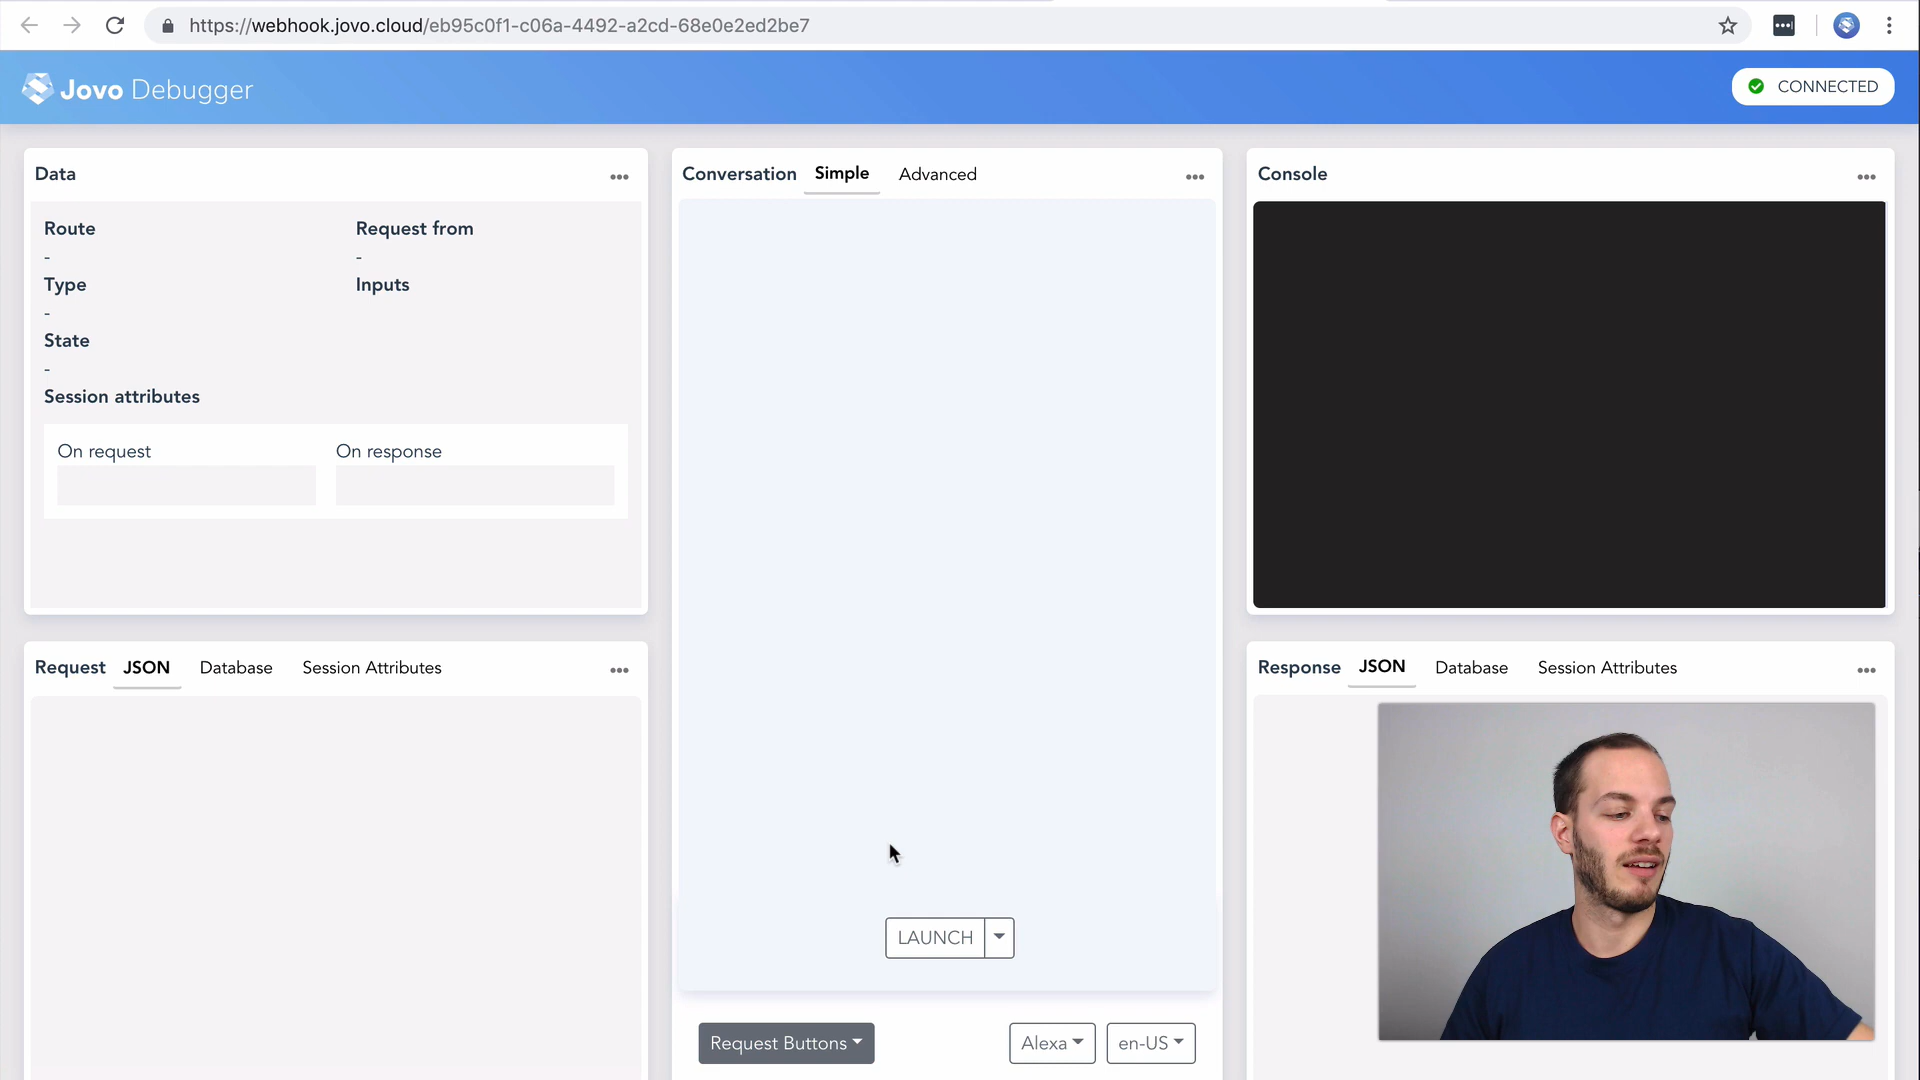 https://webhook.jovo.cloud/eb95c0f1-c06a-4492-a2cd-68e0e2ed2be7
Jovo Debugger
CONNECTED
Data
Route
-
Request from
-
Type
-
Inputs
State
-
Session attributes
On request
On response
Conversation Simple Advanced
LAUNCH
Request Buttons
Alexa
en-US
Console
Request JSON Database Session Attributes
Response JSON Database Session Attributes